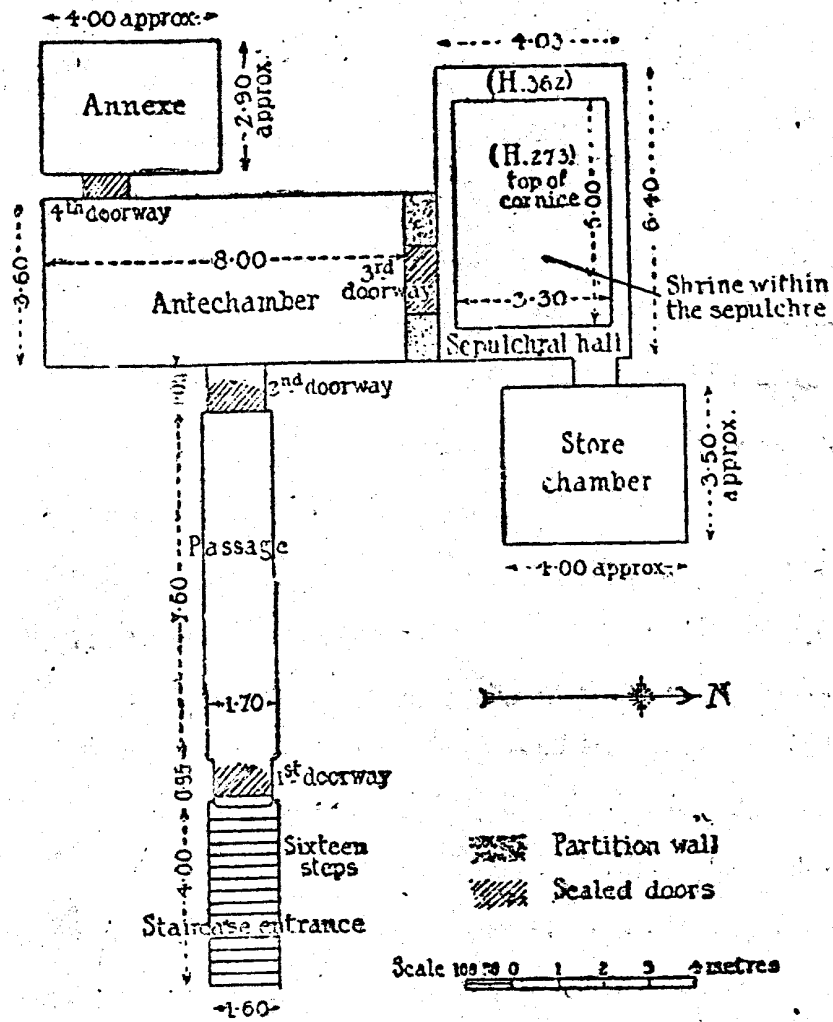 4.00 approx.
Annexe
2.90
approx.
4.03
(H.362)
(H.273)
top of
cornice
5.00
6.40
4th doorway
3.60
8.00
3rd
doorway
Antechamber
3.30
Shrine within
the sepulchre
Sepulchral hall
2nd doorway
Store
chamber
3.50
approx.
4.00 approx.
Passage
7.60
1.70
N
0.95
1st doorway
4.00
Sixteen
steps
Staircase entrance
1.60
Partition wall
Sealed doors
Scale
0 1 2 3 4 metres